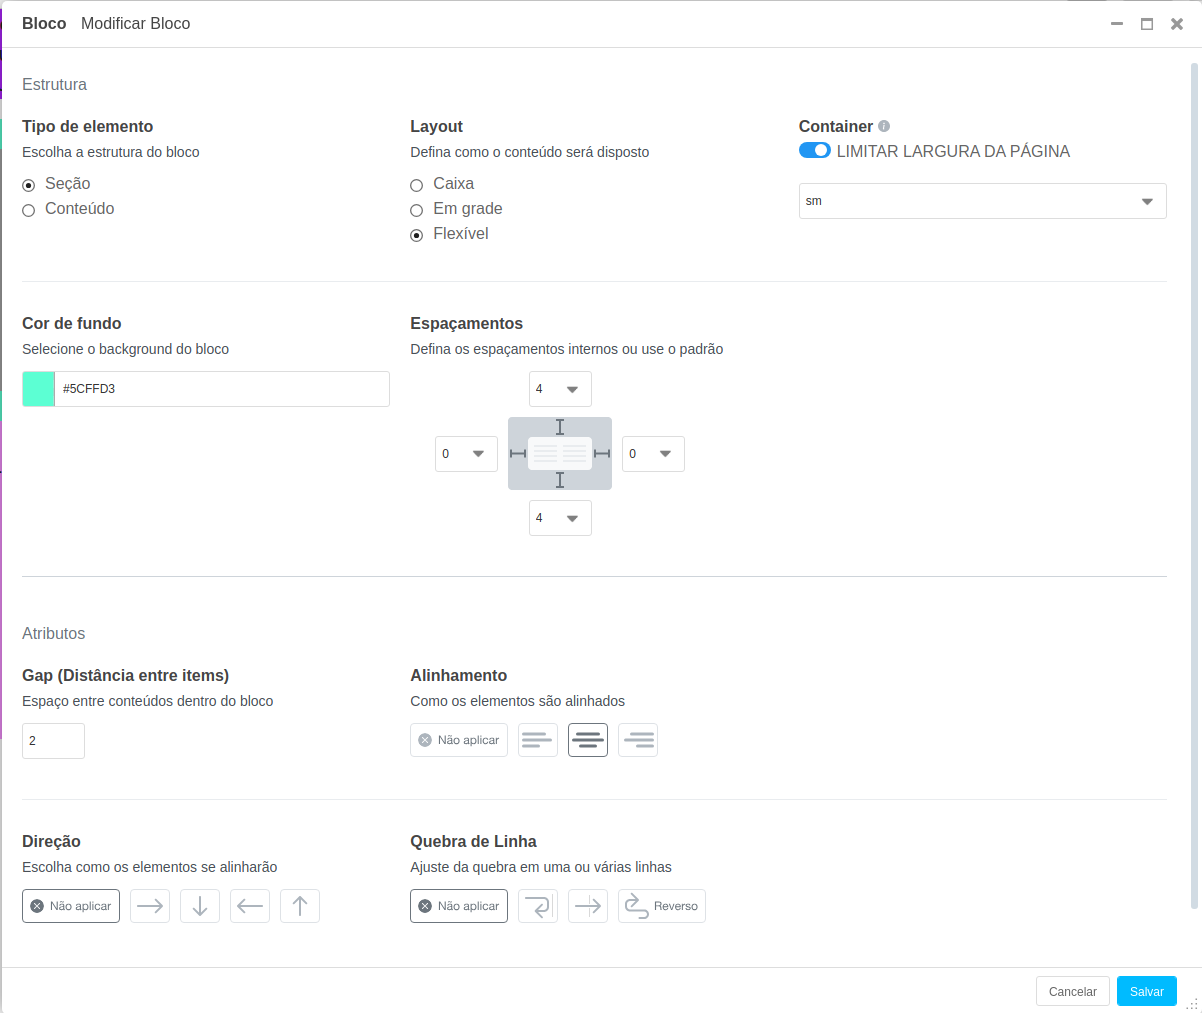 Bloco Modificar Bloco
Estrutura
Tipo de elemento
Escolha a estrutura do bloco
Seção
Conteúdo
Layout
Defina como o conteúdo será disposto
Caixa
Em grade
Flexível
Container
LIMITAR LARGURA DA PÁGINA
sm
Cor de fundo
Selecione o background do bloco
#5CFFD3
Espaçamentos
Defina os espaçamentos internos ou use o padrão
4
0
0
4
Atributos
Gap (Distância entre items)
Espaço entre conteúdos dentro do bloco
2
Alinhamento
Como os elementos são alinhados
Não aplicar
Direção
Escolha como os elementos se alinharão
Não aplicar
Quebra de Linha
Ajuste da quebra em uma ou várias linhas
Não aplicar
Reverso
Cancelar
Salvar